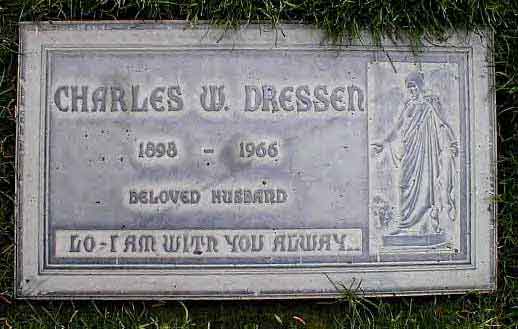 CHARLES W. DRESSEN
1898 - 1966
BELOVED HUSBAND
LO-I AM WITH YOU ALWAY...